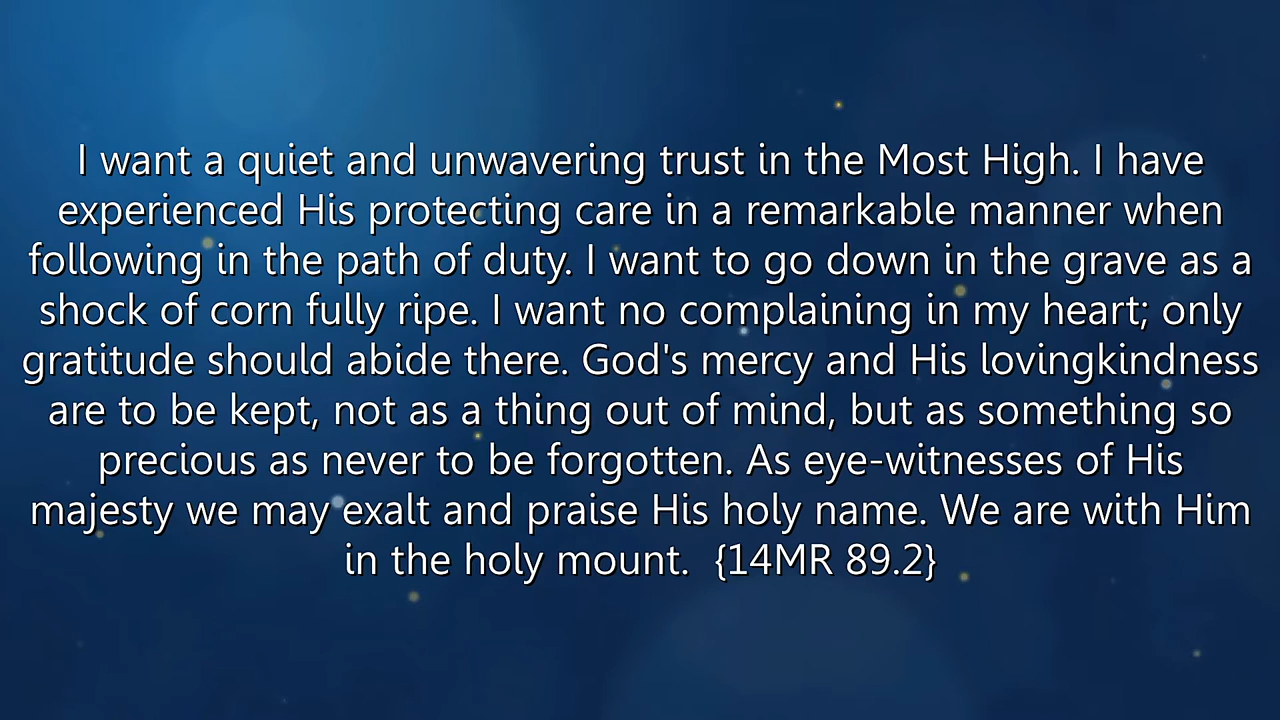 I want a quiet and unwavering trust in the Most High. I have
experienced His protecting care in a remarkable manner when
following in the path of duty. I want to go down in the grave as a
shock of corn fully ripe. I want no complaining in my heart; only
gratitude should abide there. God's mercy and His lovingkindness
are to be kept, not as a thing out of mind, but as something so
precious as never to be forgotten. As eye-witnesses of His
majesty we may exalt and praise His holy name. We are with Him
in the holy mount.  {14MR 89.2}